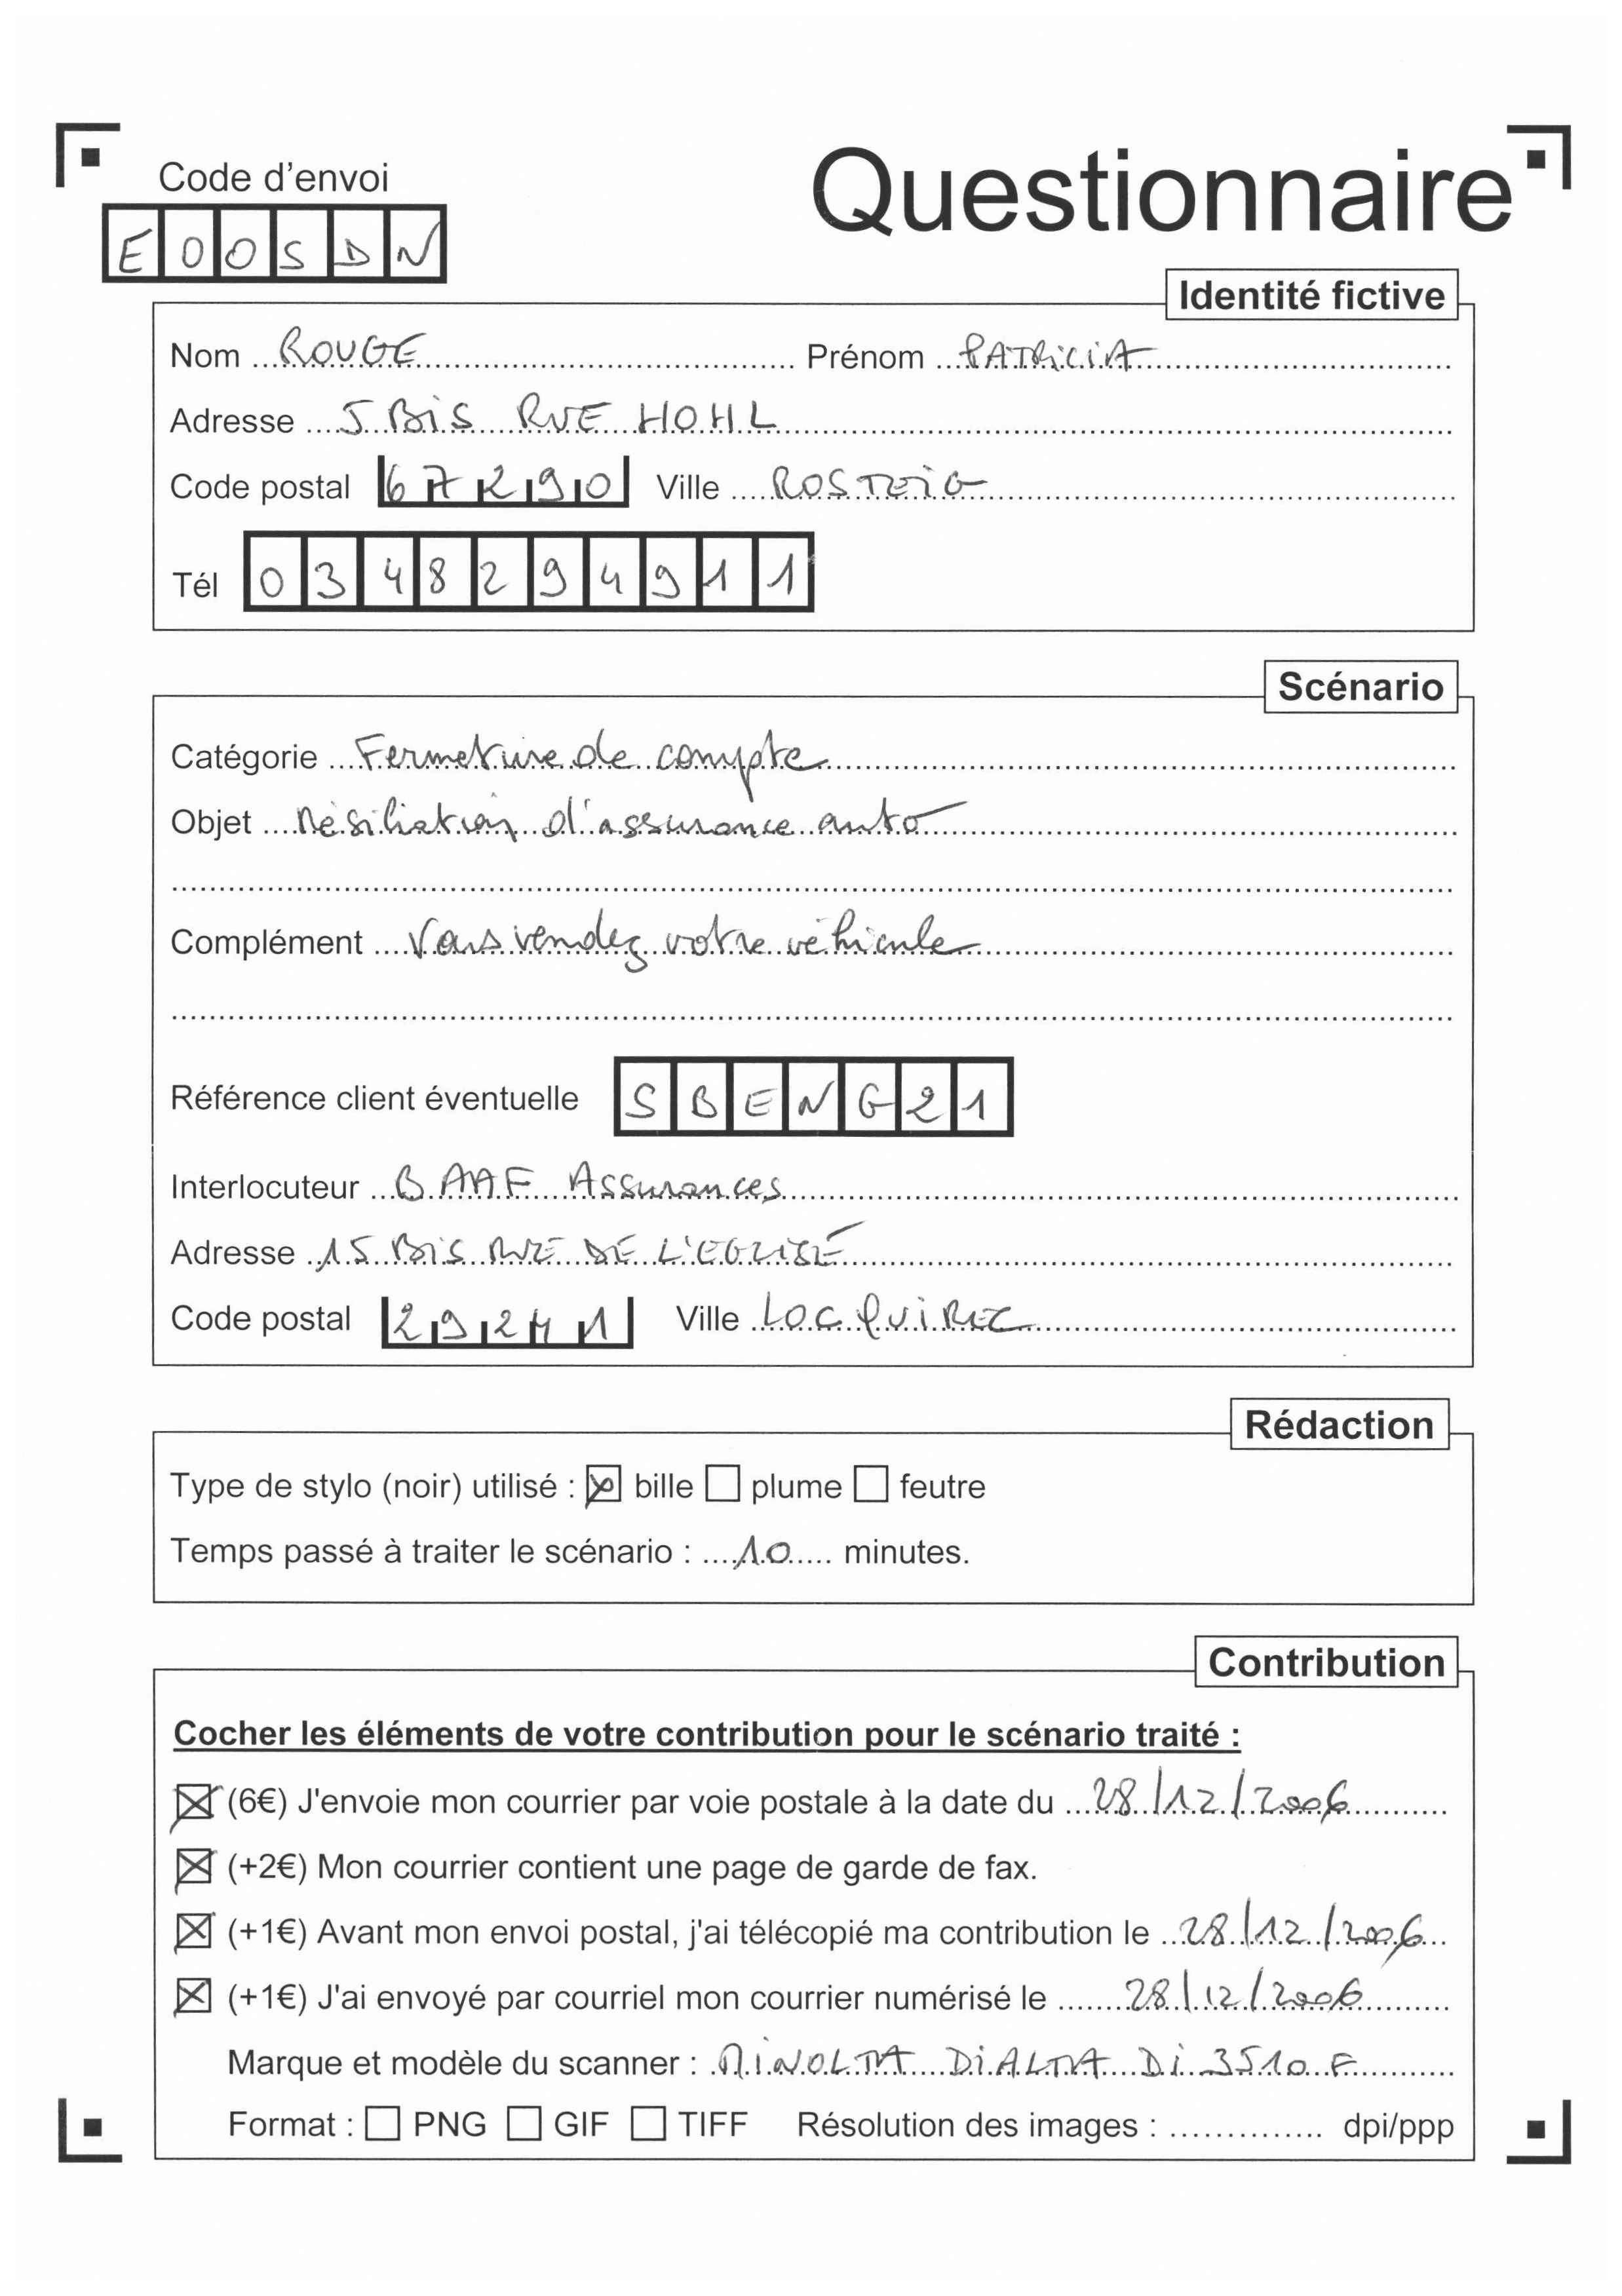 Code d'envoi
Questionnaire
E00SDN
Identité fictive
Nom ROUGE Prénom PATRICIA
Adresse 5 BIS RUE HOHL
Code postal 67290 Ville ROSTEIG
Tél 0348294911
Scénario
Catégorie Fermeture de compte
Objet Résiliation d'assurance auto
Complément Vous vendez votre véhicule
Référence client éventuelle SBENG21
Interlocuteur BAAF Assurances
Adresse 15 BIS RUE DE L'EGLISE
Code postal 29241 Ville LOCQUIREC
Rédaction
Type de stylo (noir) utilisé : bille plume feutre
Temps passé à traiter le scénario : 10 minutes.
Contribution
Cocher les éléments de votre contribution pour le scénario traité :
(6€) J'envoie mon courrier par voie postale à la date du 28/12/2006
(+2€) Mon courrier contient une page de garde de fax.
(+1€) Avant mon envoi postal, j'ai télécopié ma contribution le 28/12/2006
(+1€) J'ai envoyé par courriel mon courrier numérisé le 28/12/2006
Marque et modèle du scanner : MINOLTA DIALTA Di 3510 F
Format : PNG GIF TIFF Résolution des images : dpi/ppp